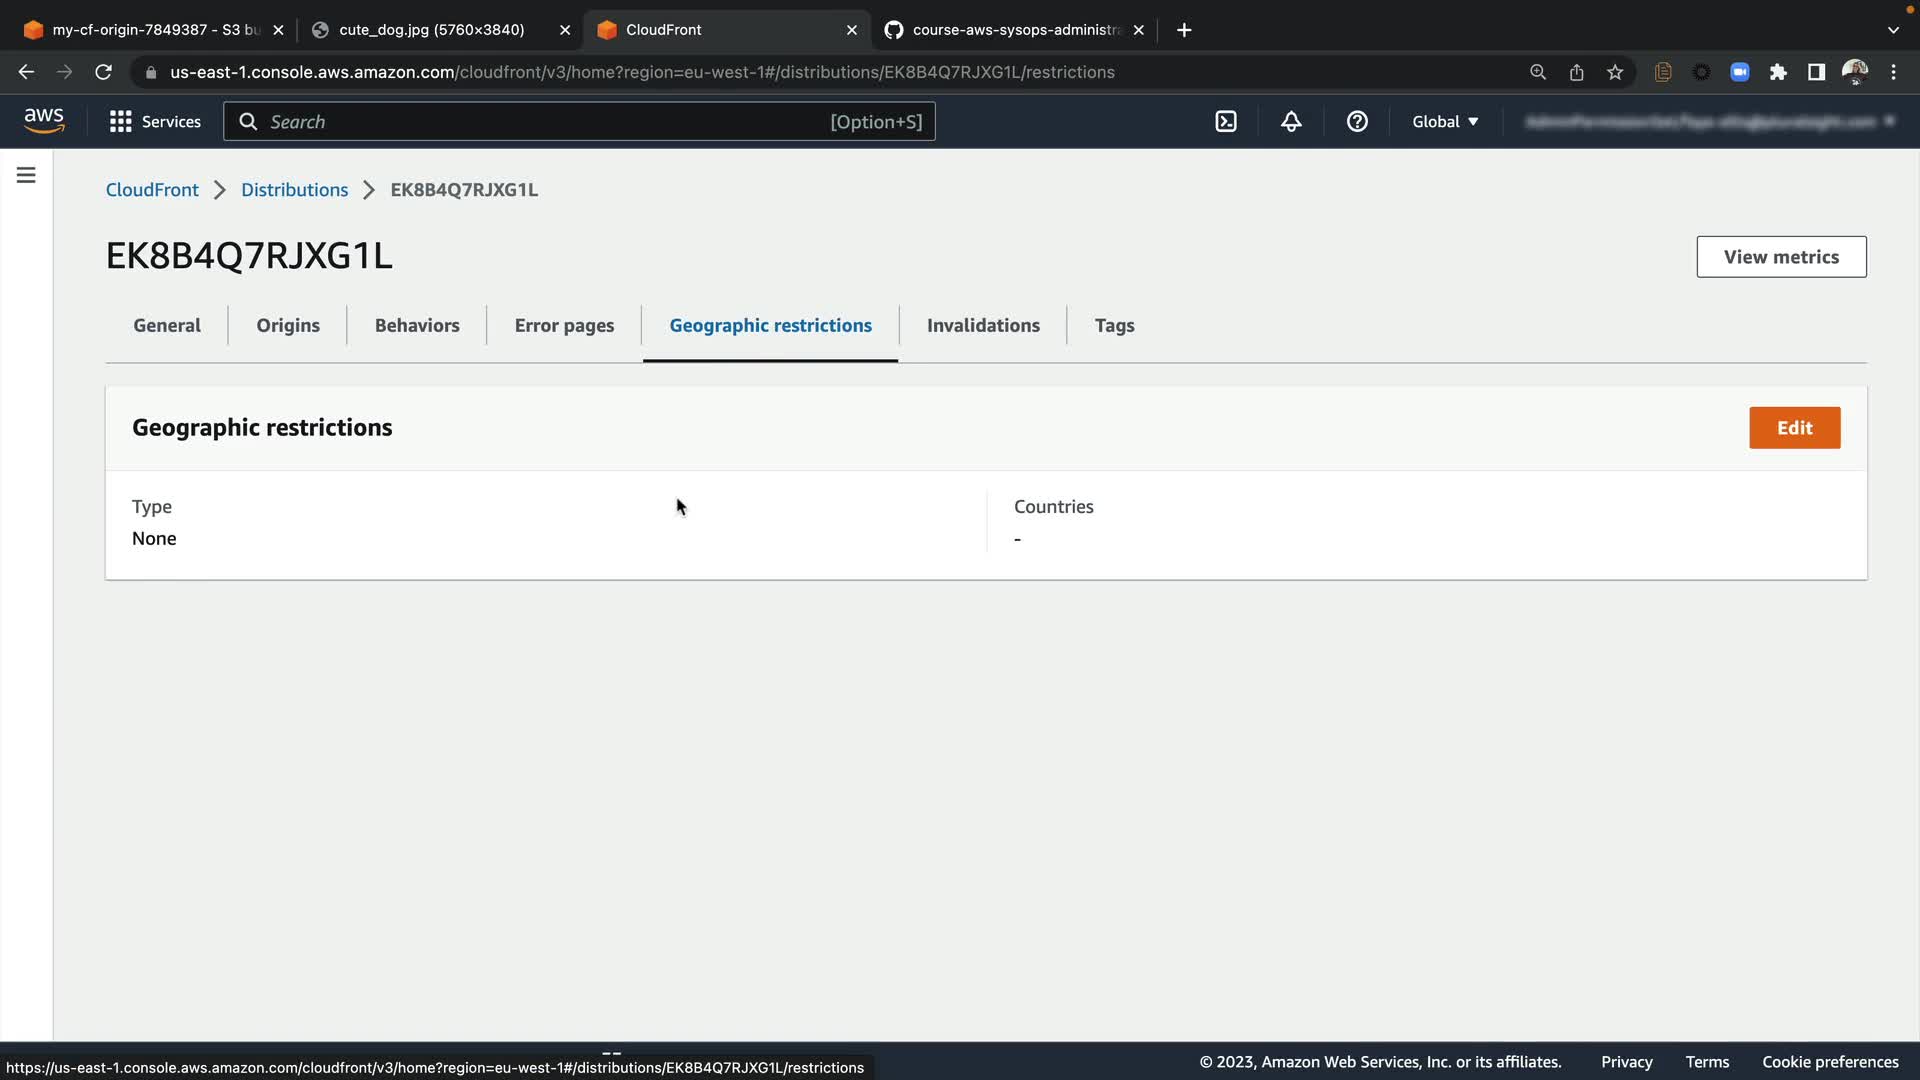 my-cf-origin-7849387 - S3 bu
cute_dog.jpg (5760×3840)
CloudFront
course-aws-sysops-administra
us-east-1.console.aws.amazon.com/cloudfront/v3/home?region=eu-west-1#/distributions/EK8B4Q7RJXG1L/restrictions
aws
Services
Search
[Option+S]
Global
CloudFront
Distributions
EK8B4Q7RJXG1L
EK8B4Q7RJXG1L
View metrics
General
Origins
Behaviors
Error pages
Geographic restrictions
Invalidations
Tags
Geographic restrictions
Edit
Type
None
Countries
-
https://us-east-1.console.aws.amazon.com/cloudfront/v3/home?region=eu-west-1#/distributions/EK8B4Q7RJXG1L/restrictions
© 2023, Amazon Web Services, Inc. or its affiliates.
Privacy
Terms
Cookie preferences